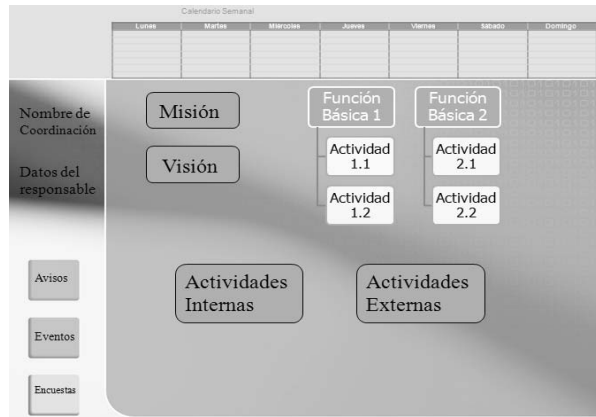 Calendario Semanal
Lunes Martes Miercoles Jueves Viernes Sabado Domingo
Nombre de
Coordinación
Datos del
responsable
Misión
Visión
Función
Básica 1
Actividad
1.1
Actividad
1.2
Función
Básica 2
Actividad
2.1
Actividad
2.2
Avisos
Eventos
Encuestas
Actividades
Internas
Actividades
Externas